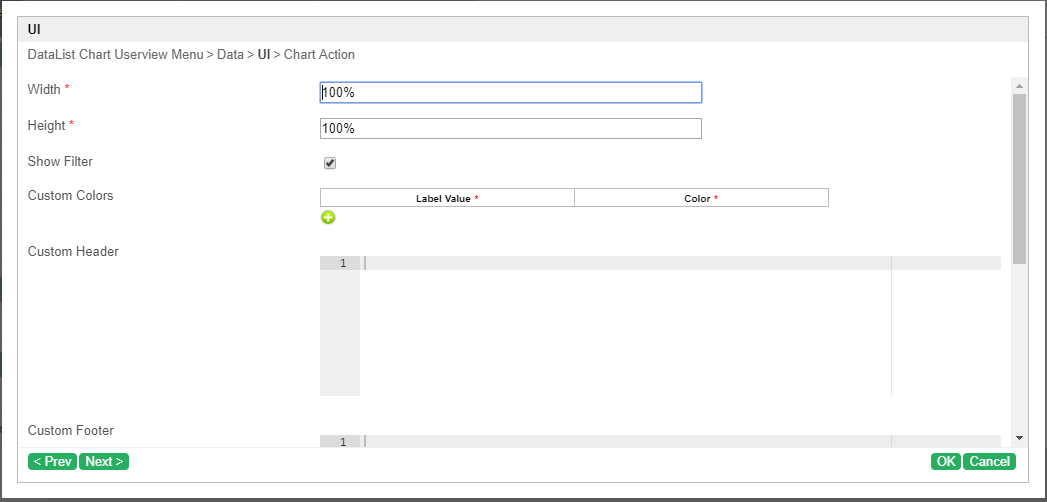 UI
DataList Chart Userview Menu > Data > UI > Chart Action
Width *
100%
Height *
100%
Show Filter
Custom Colors
Label Value * Color *
Custom Header
1
Custom Footer
1
< Prev Next > OK Cancel